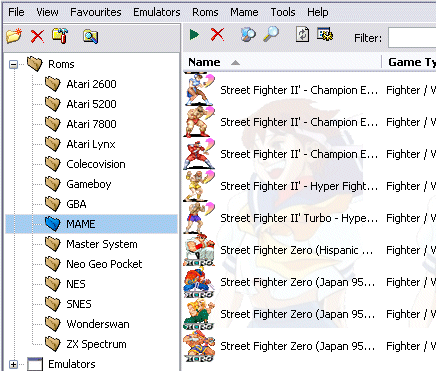 File View Favourites Emulators Roms Mame Tools Help
Filter:
Roms
Atari 2600
Atari 5200
Atari 7800
Atari Lynx
Colecovision
Gameboy
GBA
MAME
Master System
Neo Geo Pocket
NES
SNES
Wonderswan
ZX Spectrum
Emulators
Name Game Ty
Street Fighter II' - Champion E... Fighter / V
Street Fighter II' - Champion E... Fighter / V
Street Fighter II' - Champion E... Fighter / V
Street Fighter II' - Hyper Fight... Fighter / V
Street Fighter II' Turbo - Hype... Fighter / V
Street Fighter Zero (Hispanic ... Fighter / V
Street Fighter Zero (Japan 95... Fighter / V
Street Fighter Zero (Japan 95... Fighter / V
Street Fighter Zero (Japan 95... Fighter / V